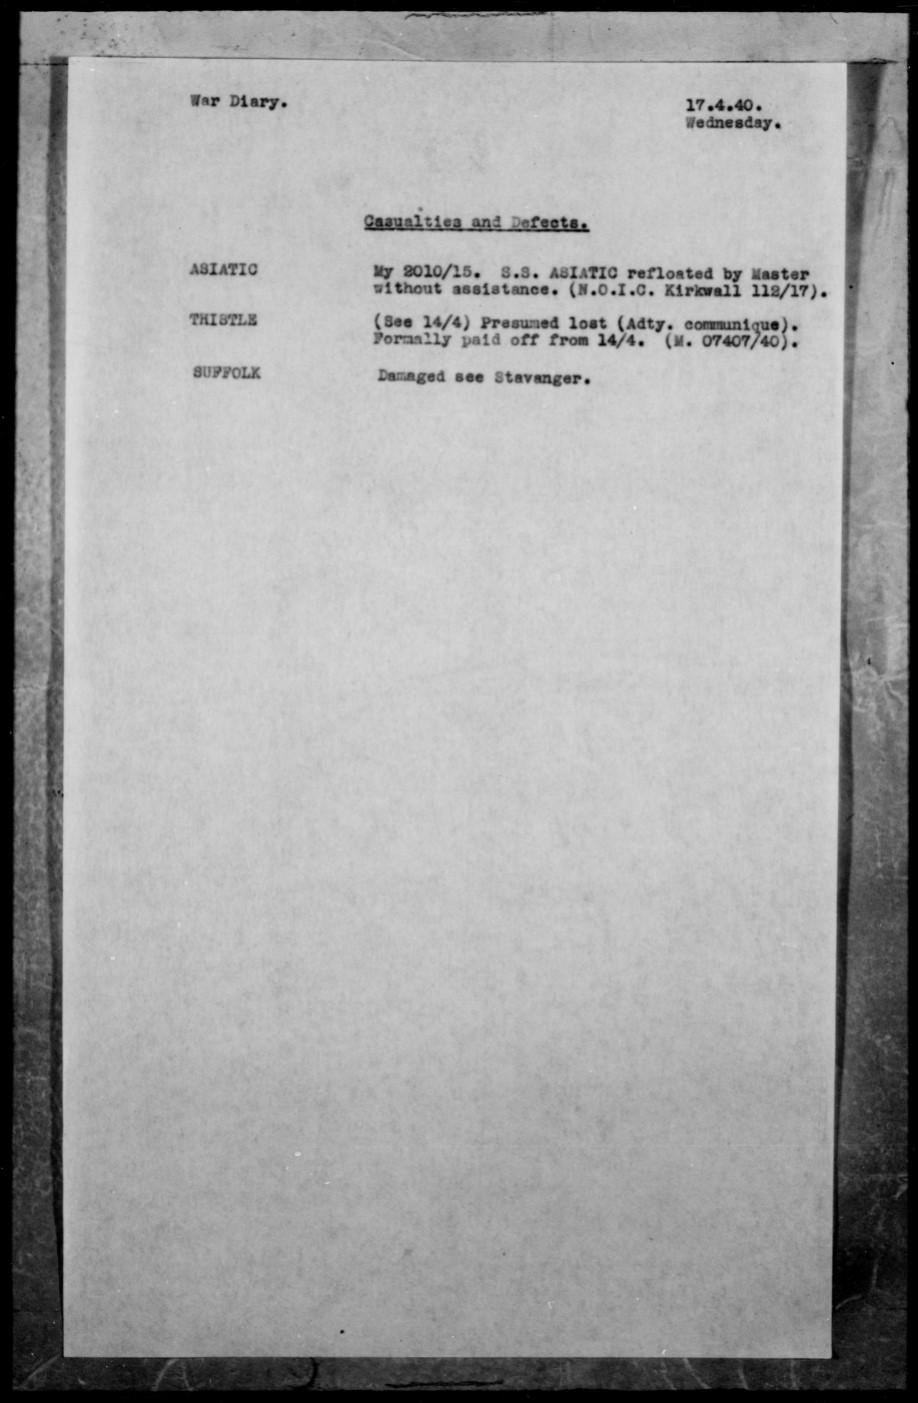 War Diary.
17.4.40.
Wednesday.
Casualties and Defects.
ASIATIC My 2010/15. S.S. ASIATIC refloated by Master
without assistance. (N.O.I.C. Kirkwall 112/17).
THISTLE (See 14/4) Presumed lost (Adty. communique).
Formally paid off from 14/4. (M. 07407/40).
SUFFOLK Damaged see Stavanger.